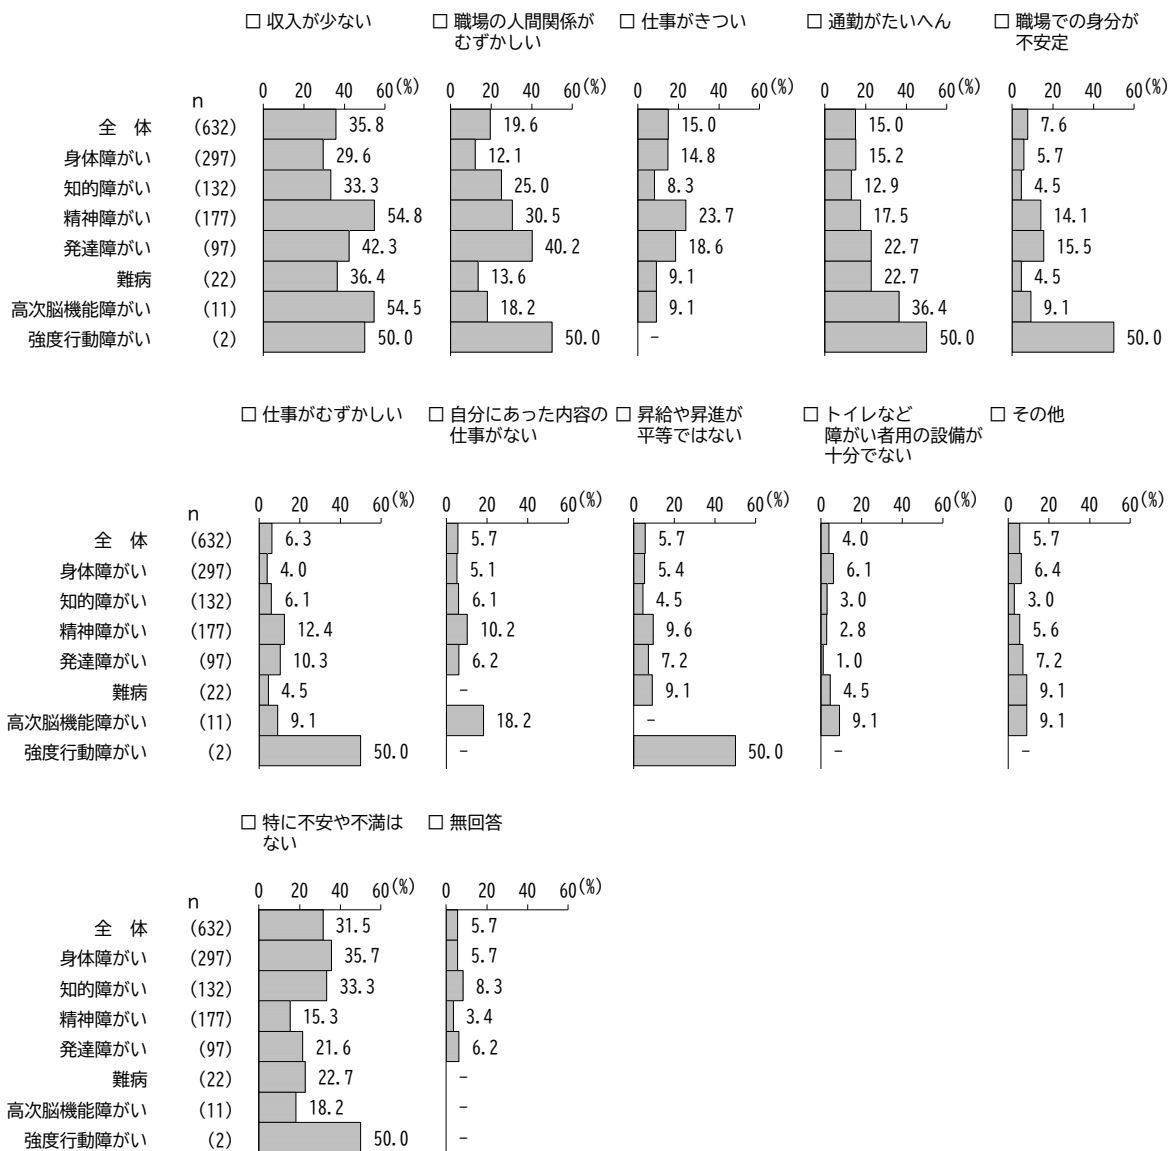 □ 収入が少ない □ 職場の人間関係が □ 仕事がきつい □ 通勤がたいへん □ 職場での身分が
むずかしい 不安定
0 20 40 60(%) 0 20 40 60(%) 0 20 40 60(%) 0 20 40 60(%) 0 20 40 60(%)
n
全 体 (632) 35.8 19.6 15.0 15.0 7.6
身体障がい (297) 29.6 12.1 14.8 15.2 5.7
知的障がい (132) 33.3 25.0 8.3 12.9 4.5
精神障がい (177) 54.8 30.5 23.7 17.5 14.1
発達障がい (97) 42.3 40.2 18.6 22.7 15.5
難病 (22) 36.4 13.6 9.1 22.7 4.5
高次脳機能障がい (11) 54.5 18.2 9.1 36.4 9.1
強度行動障がい (2) 50.0 50.0 - 50.0 50.0
□ 仕事がむずかしい □ 自分にあった内容の □ 昇給や昇進が □ トイレなど □ その他
仕事がない 平等ではない 障がい者用の設備が
十分でない
0 20 40 60(%) 0 20 40 60(%) 0 20 40 60(%) 0 20 40 60(%) 0 20 40 60(%)
n
全 体 (632) 6.3 5.7 5.7 4.0 5.7
身体障がい (297) 4.0 5.1 5.4 6.1 6.4
知的障がい (132) 6.1 6.1 4.5 3.0 3.0
精神障がい (177) 12.4 10.2 9.6 2.8 5.6
発達障がい (97) 10.3 6.2 7.2 1.0 7.2
難病 (22) 4.5 - 9.1 4.5 9.1
高次脳機能障がい (11) 9.1 18.2 - 9.1 9.1
強度行動障がい (2) 50.0 - 50.0 - -
□ 特に不安や不満は □ 無回答
ない
0 20 40 60(%) 0 20 40 60(%)
n
全 体 (632) 31.5 5.7
身体障がい (297) 35.7 5.7
知的障がい (132) 33.3 8.3
精神障がい (177) 15.3 3.4
発達障がい (97) 21.6 6.2
難病 (22) 22.7 -
高次脳機能障がい (11) 18.2 -
強度行動障がい (2) 50.0 -